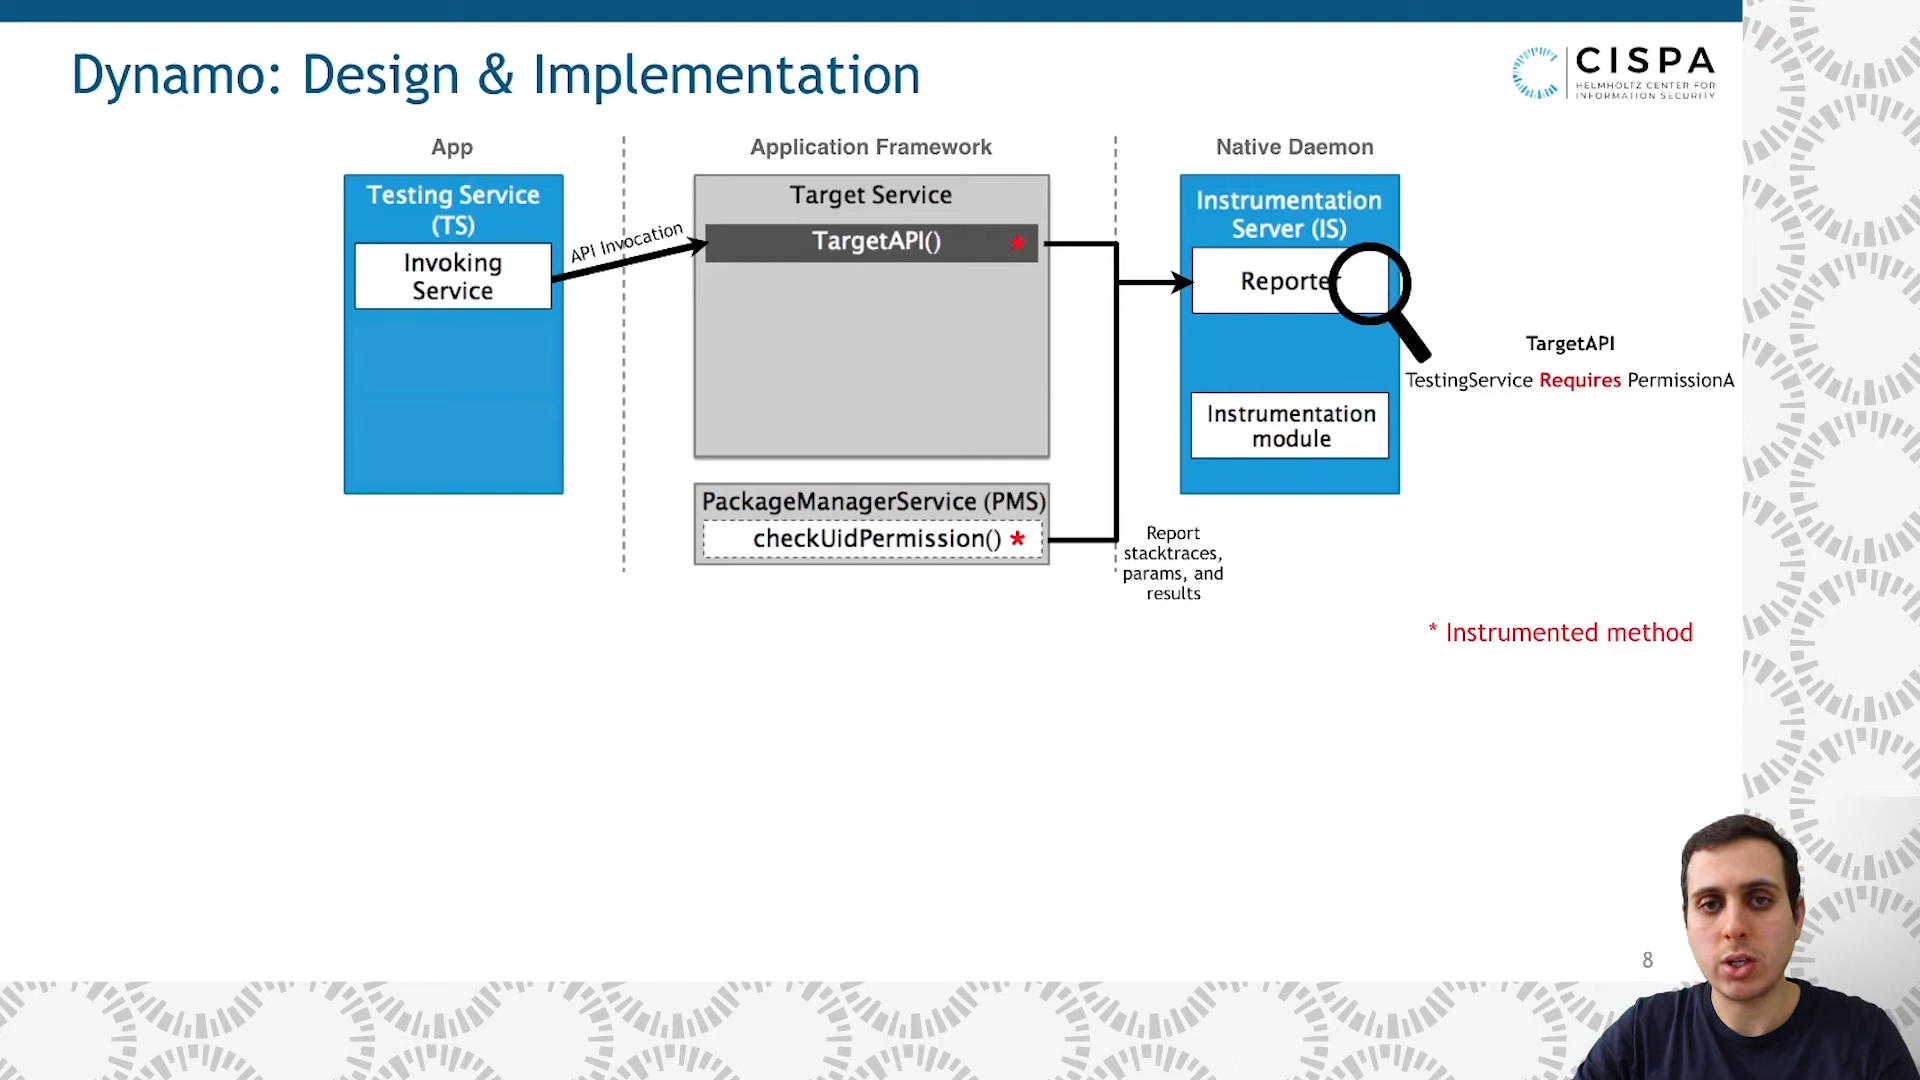 Dynamo: Design & Implementation
CISPA
HELMHOLTZ CENTER FOR
INFORMATION SECURITY
App
Application Framework
Native Daemon
Testing Service
(TS)
Invoking
Service
API Invocation
Target Service
TargetAPI()
*
PackageManagerService (PMS)
checkUidPermission() *
Instrumentation
Server (IS)
Reporter
Instrumentation
module
TargetAPI
TestingService Requires PermissionA
Report
stacktraces,
params, and
results
* Instrumented method
8